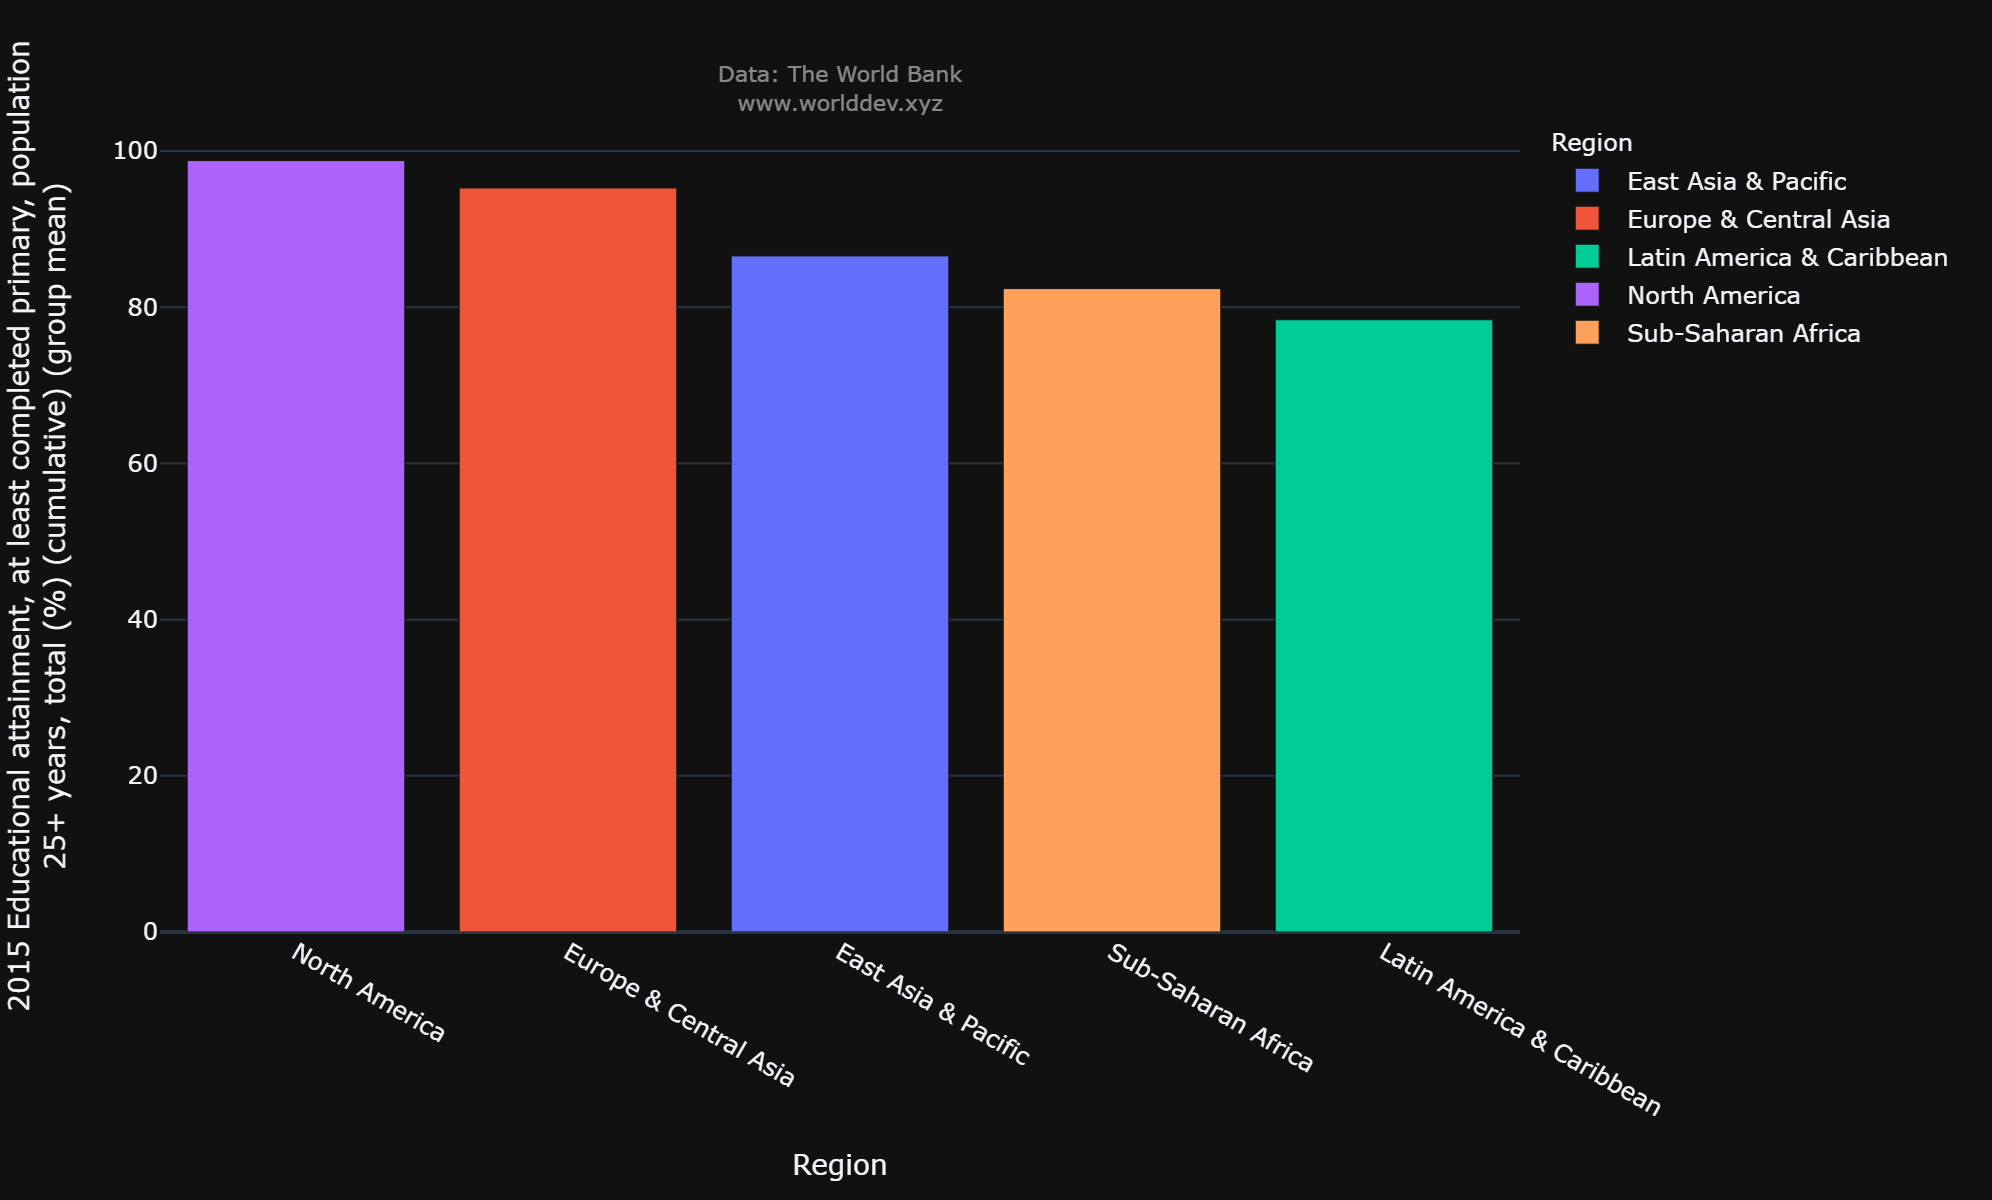 Data: The World Bank
www.worlddev.xyz
2015 Educational attainment, at least completed primary, population
25+ years, total (%) (cumulative) (group mean)
100
80
60
40
20
0
North America
Europe & Central Asia
East Asia & Pacific
Sub-Saharan Africa
Latin America & Caribbean
Region
Region
East Asia & Pacific
Europe & Central Asia
Latin America & Caribbean
North America
Sub-Saharan Africa